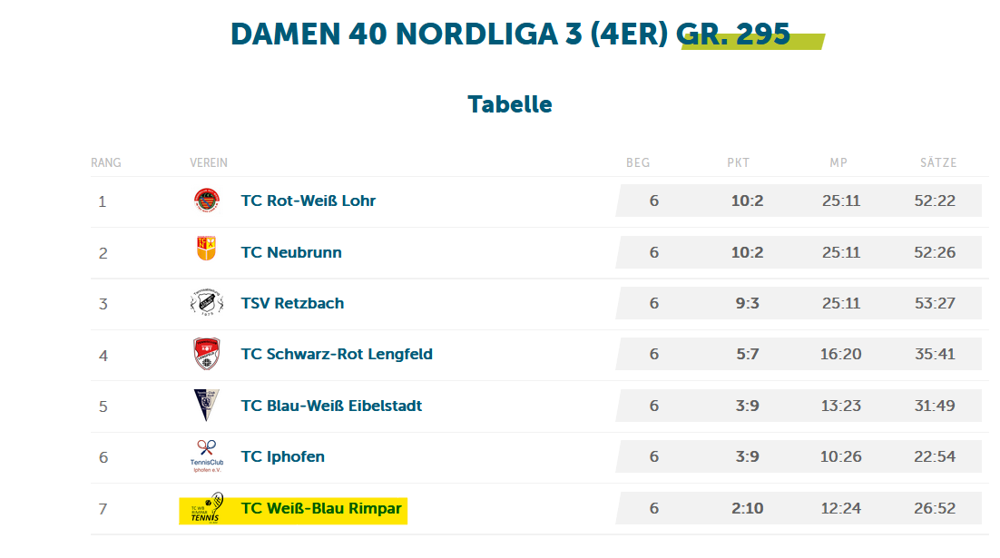 DAMEN 40 NORDLIGA 3 (4ER) GR. 295
Tabelle
RANG VEREIN BEG PKT MP SÄTZE
1 TC Rot-Weiß Lohr 6 10:2 25:11 52:22
2 TC Neubrunn 6 10:2 25:11 52:26
3 TSV Retzbach 6 9:3 25:11 53:27
4 TC Schwarz-Rot Lengfeld 6 5:7 16:20 35:41
5 TC Blau-Weiß Eibelstadt 6 3:9 13:23 31:49
TennisClub
Iphofen e.V.
6 TC Iphofen 6 3:9 10:26 22:54
TENNIS
7 TC Weiß-Blau Rimpar 6 2:10 12:24 26:52